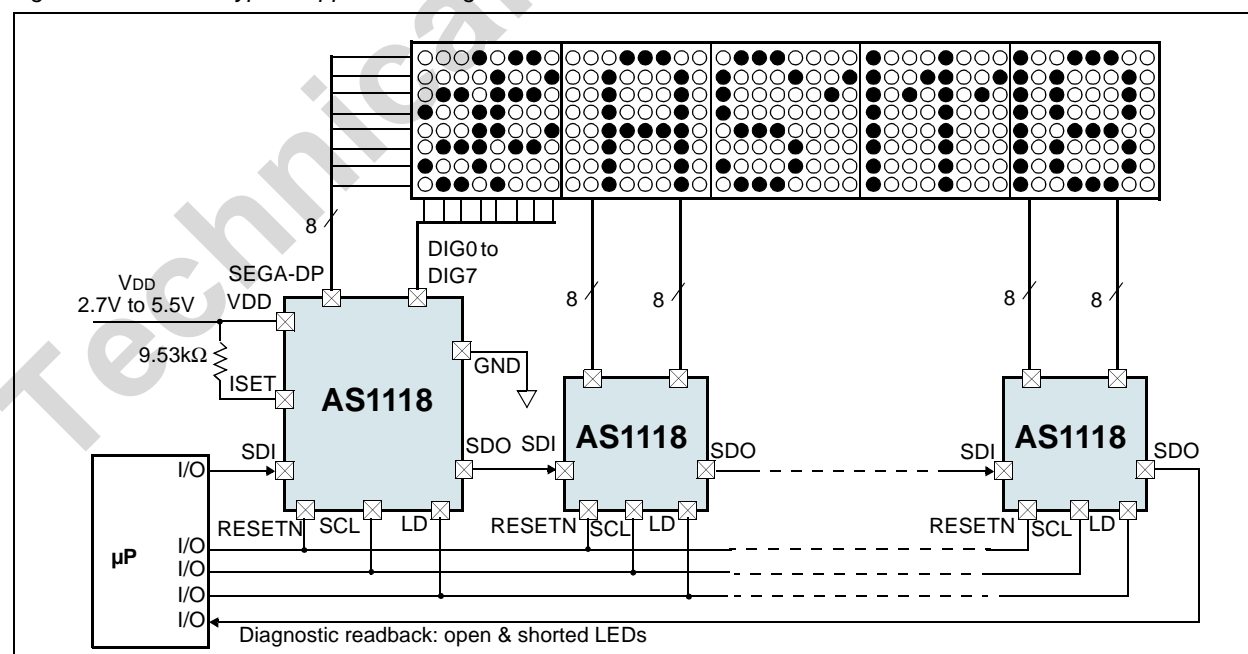 Technical
8
DIG0 to
DIG7
SEGA-DP
VDD
2.7V to 5.5V
VDD
8
8
8
8
9.53kΩ
GND
ISET
AS1118
AS1118
AS1118
SDI
SDO
SDI
SDO
SDI
SDO
I/O
RESETN
SCL
LD
RESETN
SCL
LD
RESETN
SCL
LD
µP
I/O
I/O
I/O
I/O
Diagnostic readback: open & shorted LEDs